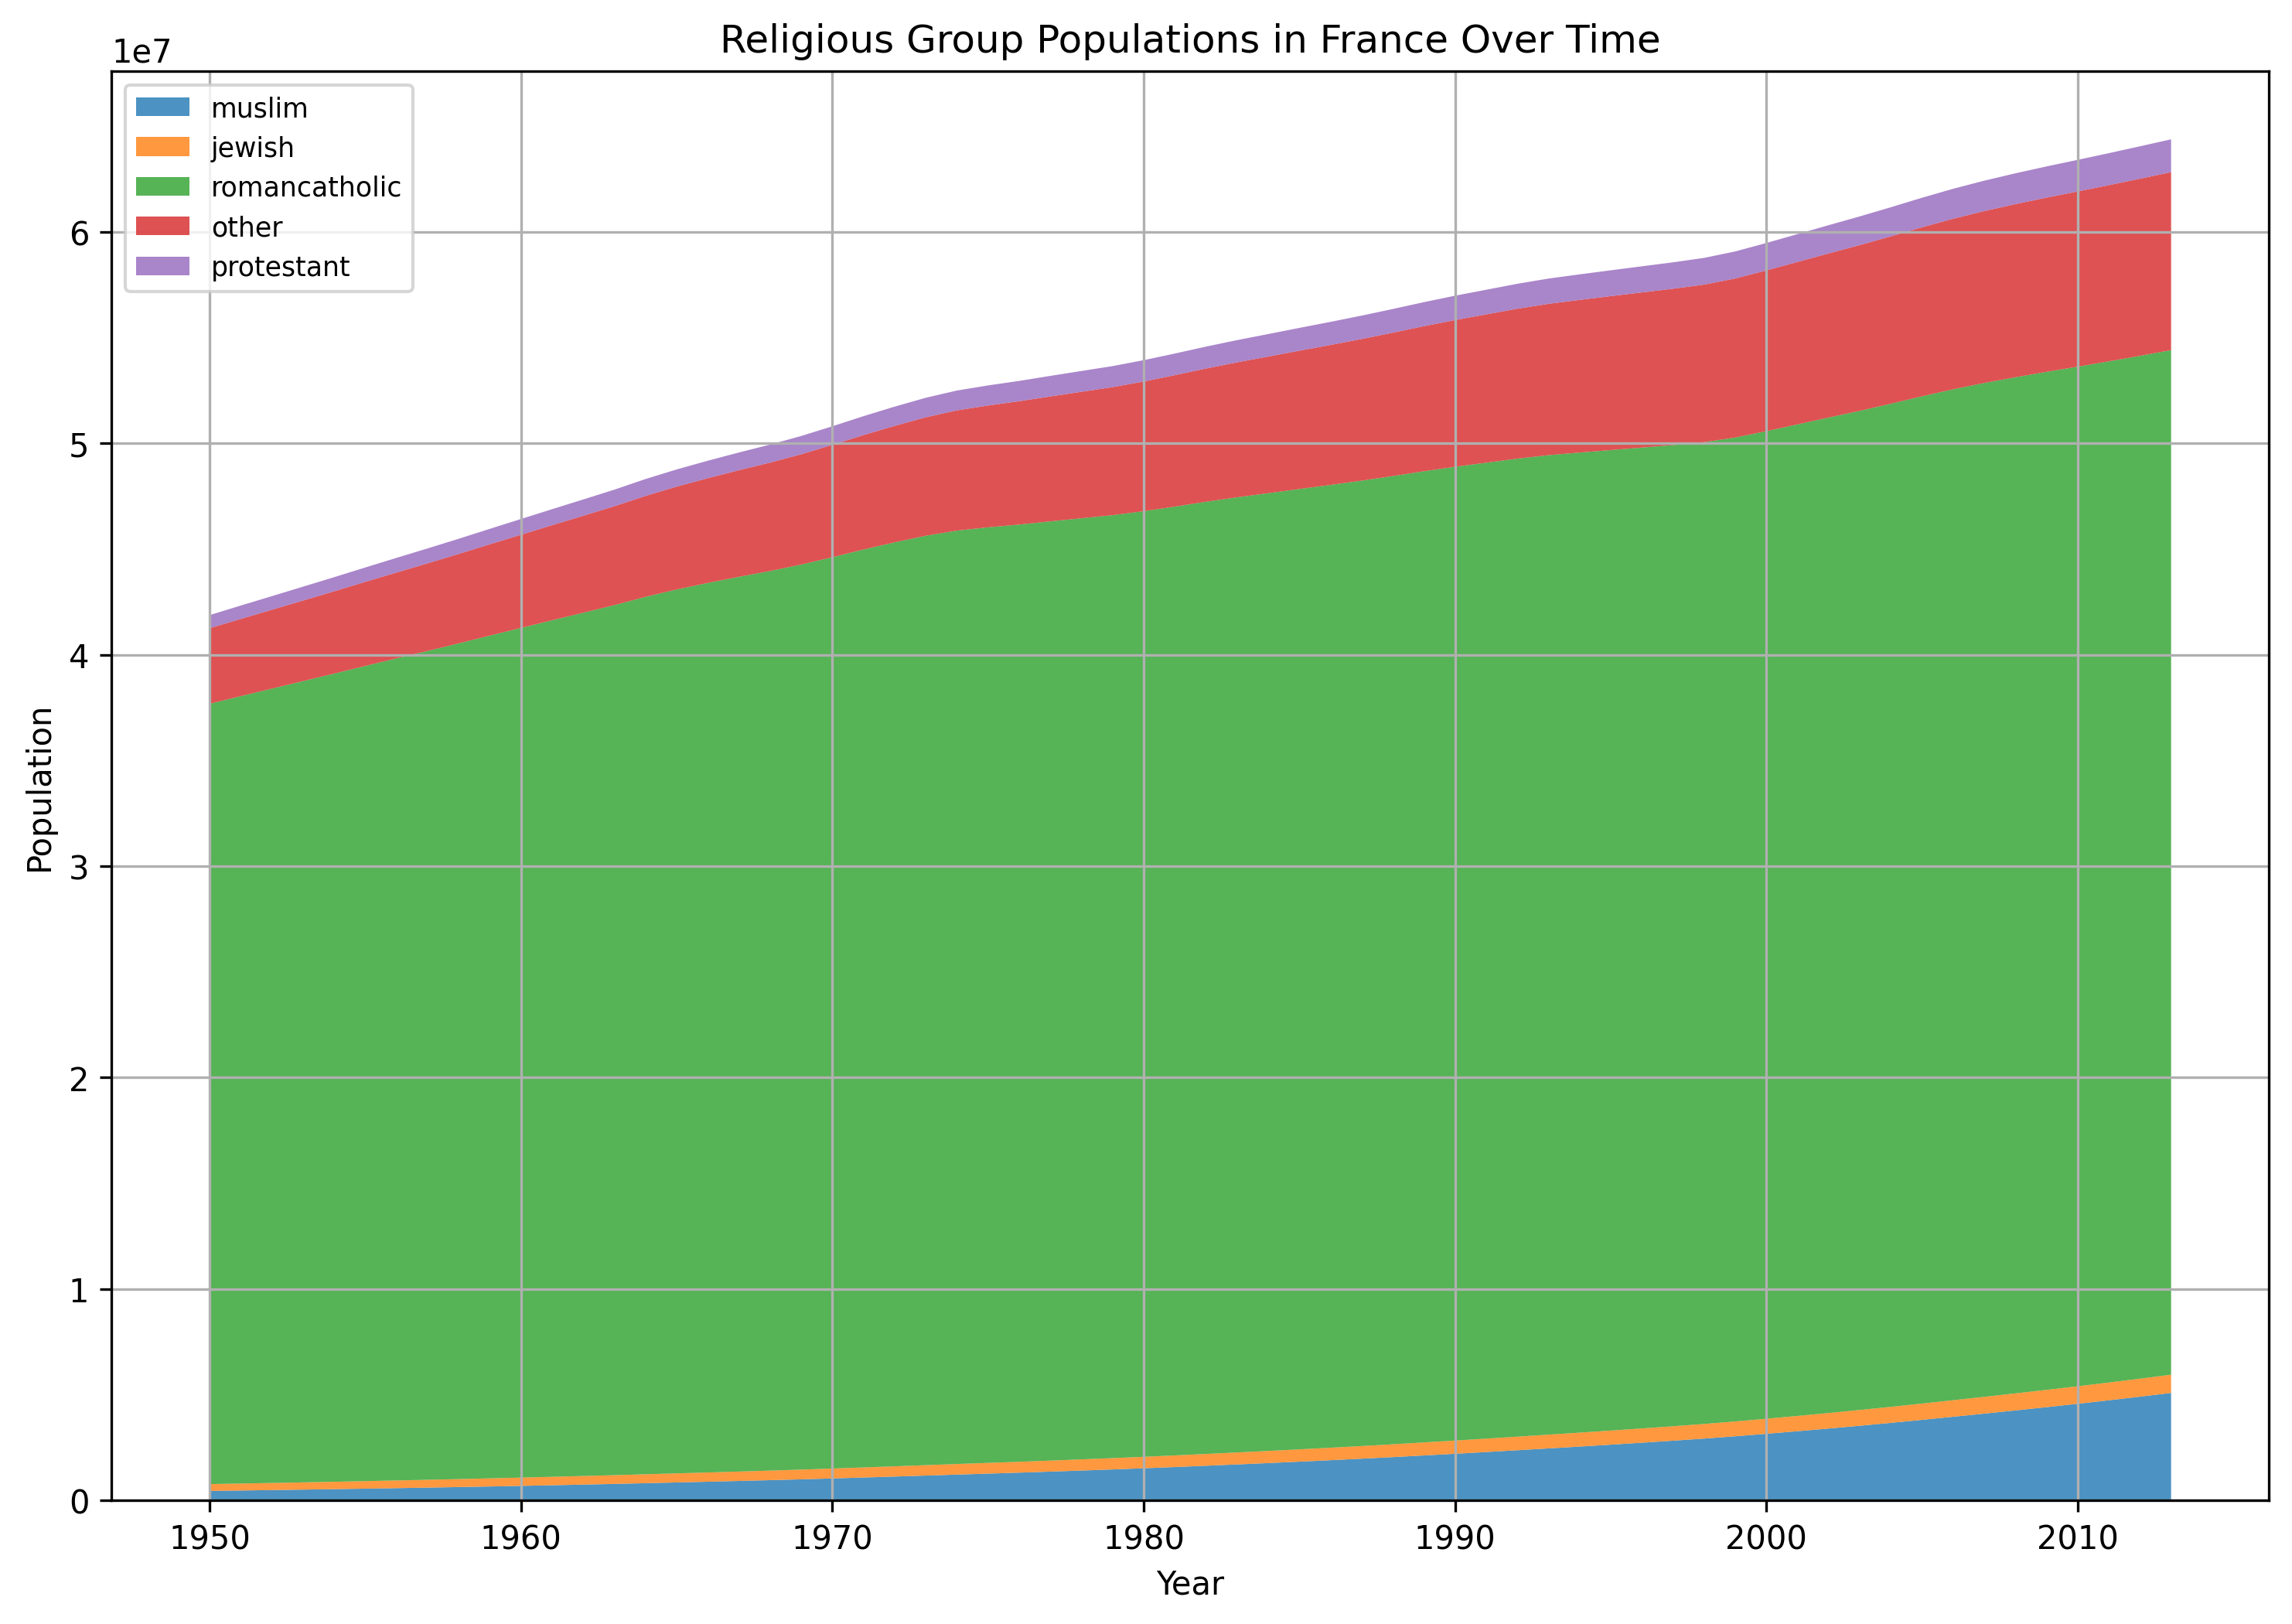 Religious Group Populations in France Over Time
1e7
muslim
jewish
romancatholic
other
protestant
6
5
4
3
2
1
0
Population
1950 1960 1970 1980 1990 2000 2010
Year